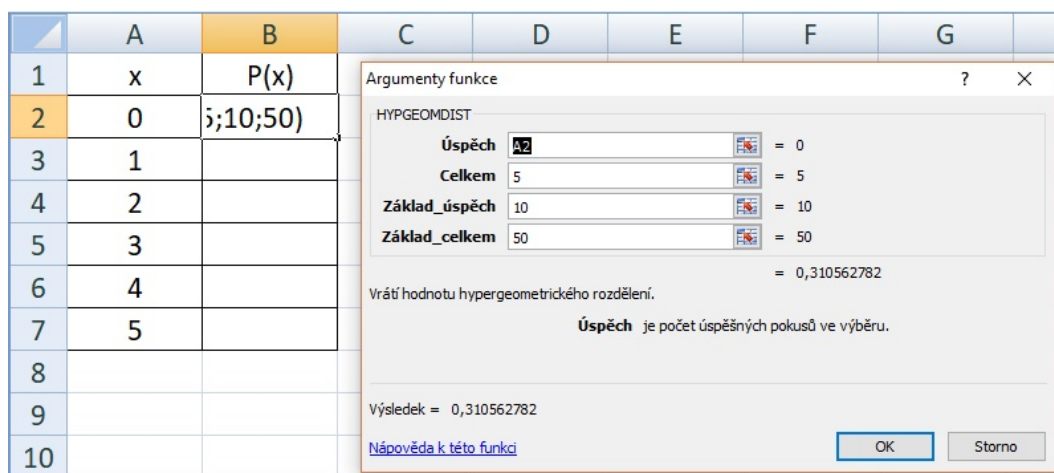 A B C D E F G
1 x P(x)
2 0 5;10;50)
3 1
4 2
5 3
6 4
7 5
8
9
10
Argumenty funkce ? X
HYPGEOMDIST
Úspěch A2 = 0
Celkem 5 = 5
Základ_úspěch 10 = 10
Základ_celkem 50 = 50
= 0,310562782
Vrátí hodnotu hypergeometrického rozdělení.
Úspěch je počet úspěšných pokusů ve výběru.
Výsledek = 0,310562782
Nápověda k této funkci OK Storno